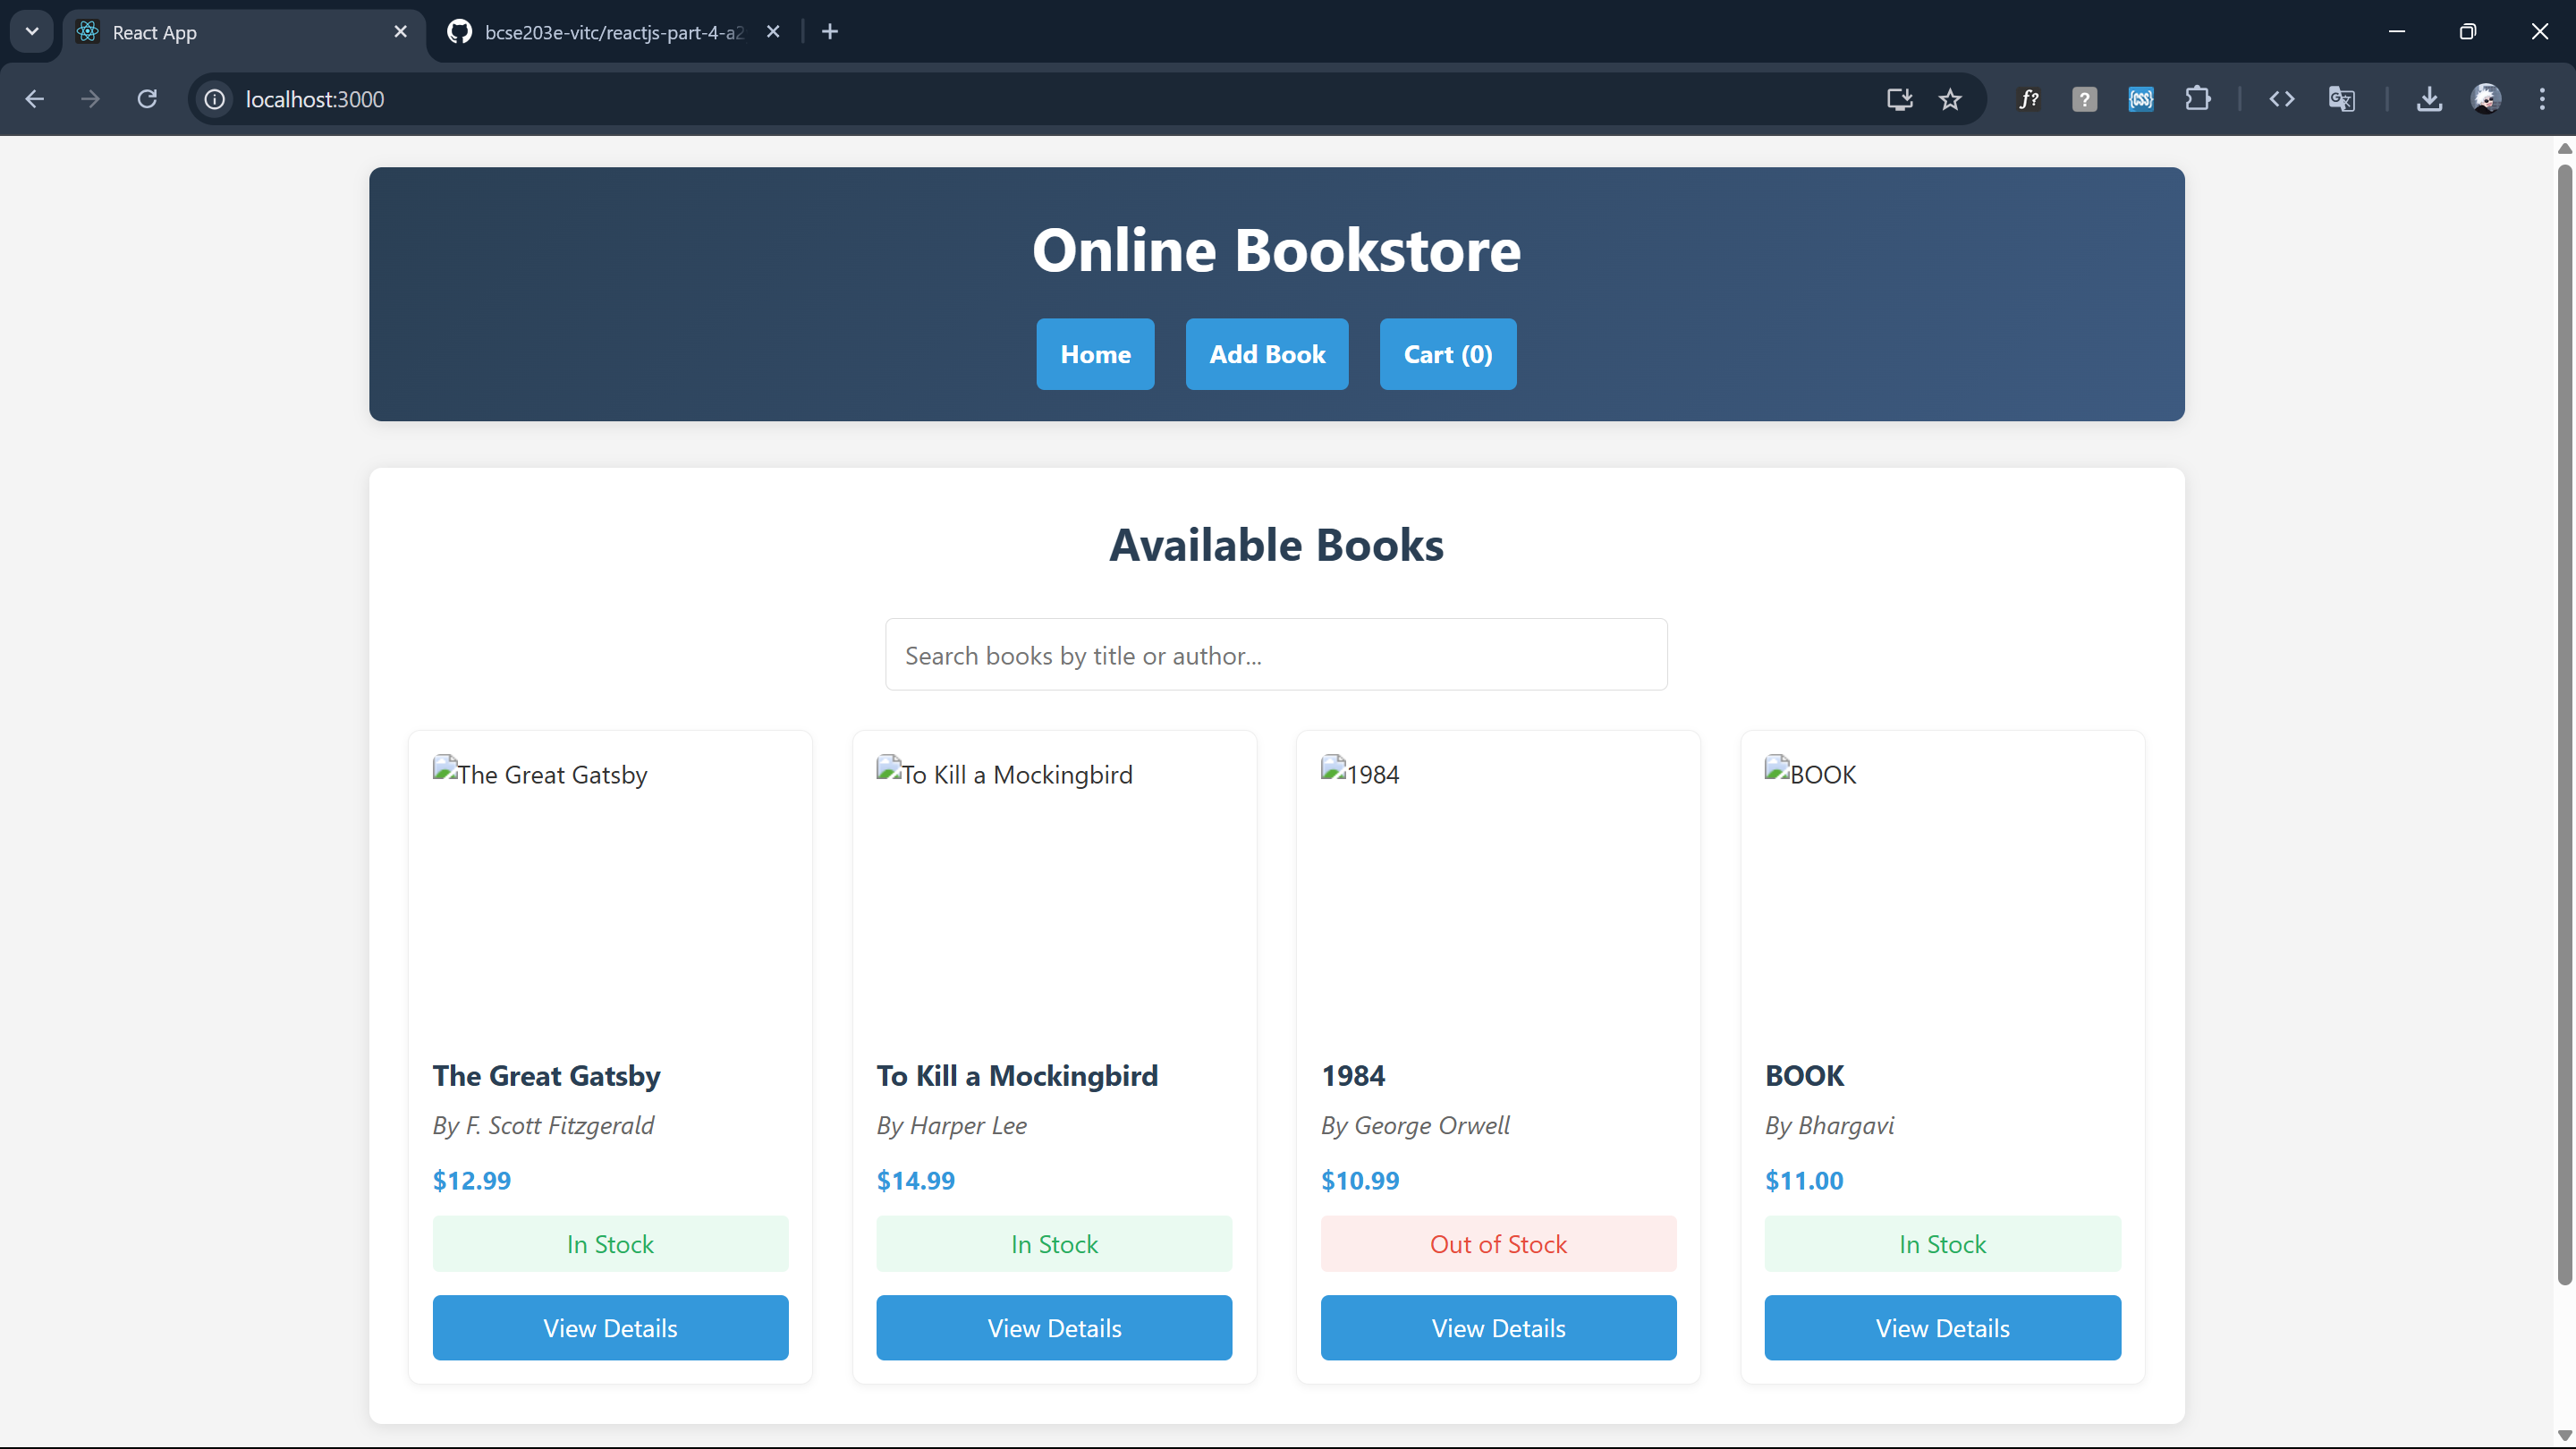 React App
bcse203e-vitc/reactjs-part-4-a2
localhost:3000
Online Bookstore
Home Add Book Cart (0)
Available Books
Search books by title or author...
The Great Gatsby To Kill a Mockingbird 1984 BOOK
The Great Gatsby To Kill a Mockingbird 1984 BOOK
By F. Scott Fitzgerald By Harper Lee By George Orwell By Bhargavi
$12.99 $14.99 $10.99 $11.00
In Stock In Stock Out of Stock In Stock
View Details View Details View Details View Details